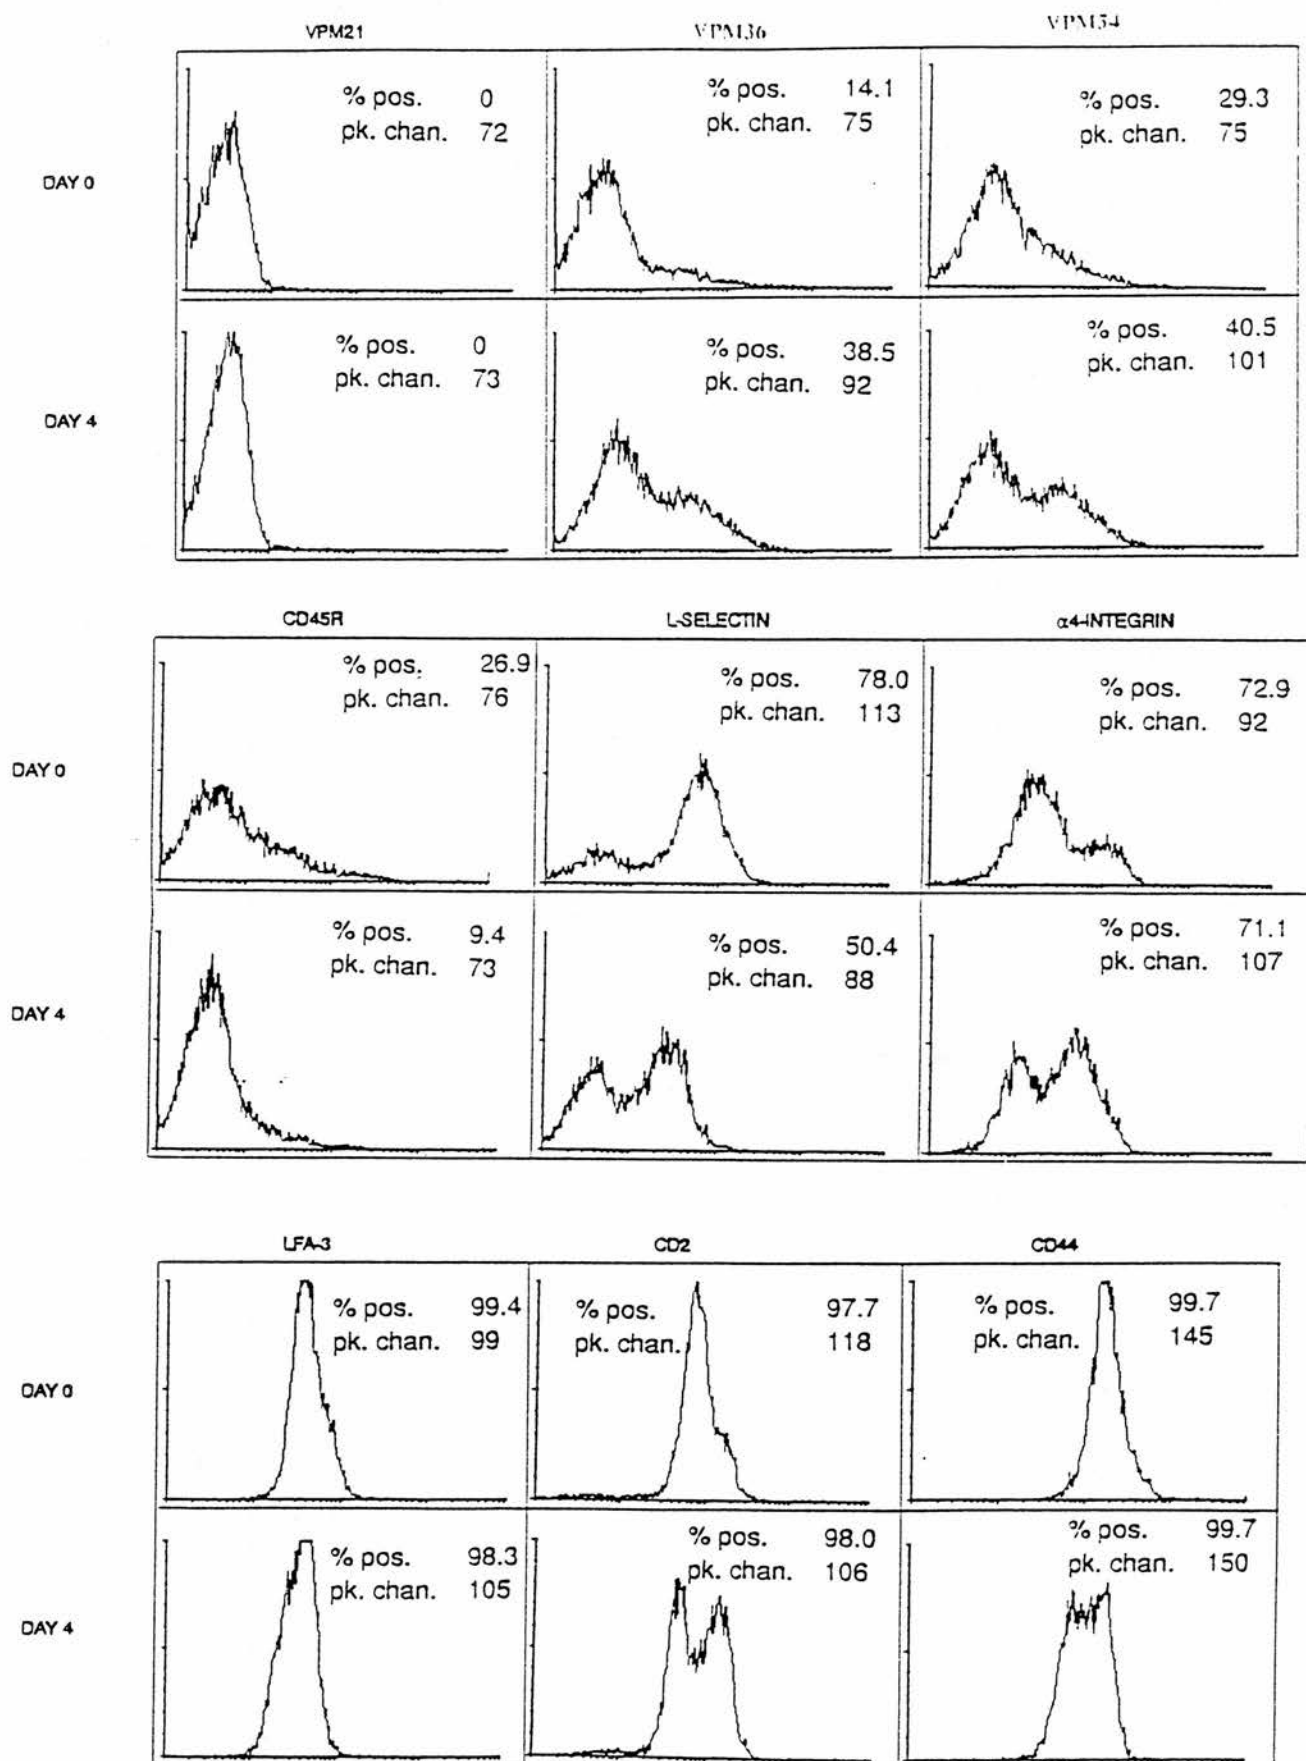 VPM21 VPM36 VPM54
% pos. 0 % pos. 14.1 % pos. 29.3
pk. chan. 72 pk. chan. 75 pk. chan. 75
DAY 0
% pos. 0 % pos. 38.5 % pos. 40.5
pk. chan. 73 pk. chan. 92 pk. chan. 101
DAY 4
CD45R L-SELECTIN α4-INTEGRIN
% pos. 26.9 % pos. 78.0 % pos. 72.9
pk. chan. 76 pk. chan. 113 pk. chan. 92
DAY 0
% pos. 9.4 % pos. 50.4 % pos. 71.1
pk. chan. 73 pk. chan. 88 pk. chan. 107
DAY 4
LFA-3 CD2 CD44
% pos. 99.4 % pos. 97.7 % pos. 99.7
pk. chan. 99 pk. chan. 118 pk. chan. 145
DAY 0
% pos. 98.3 % pos. 98.0 % pos. 99.7
pk. chan. 105 pk. chan. 106 pk. chan. 150
DAY 4